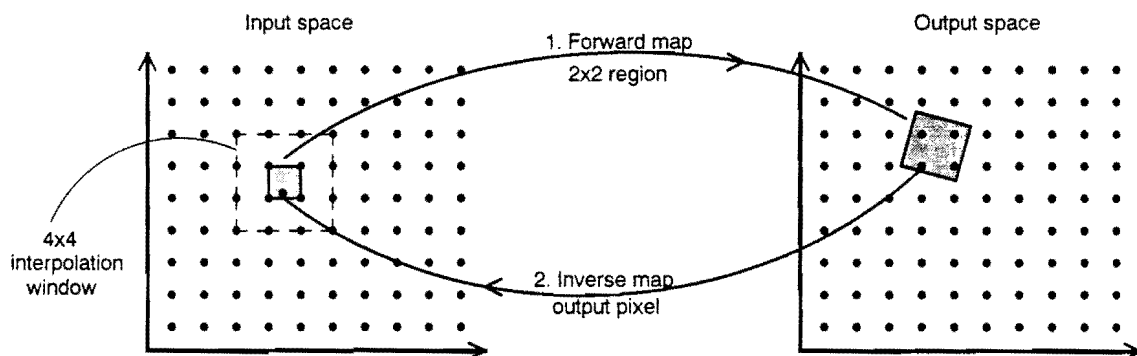 Input space
Output space
1. Forward map
2x2 region
4x4
interpolation
window
2. Inverse map
output pixel